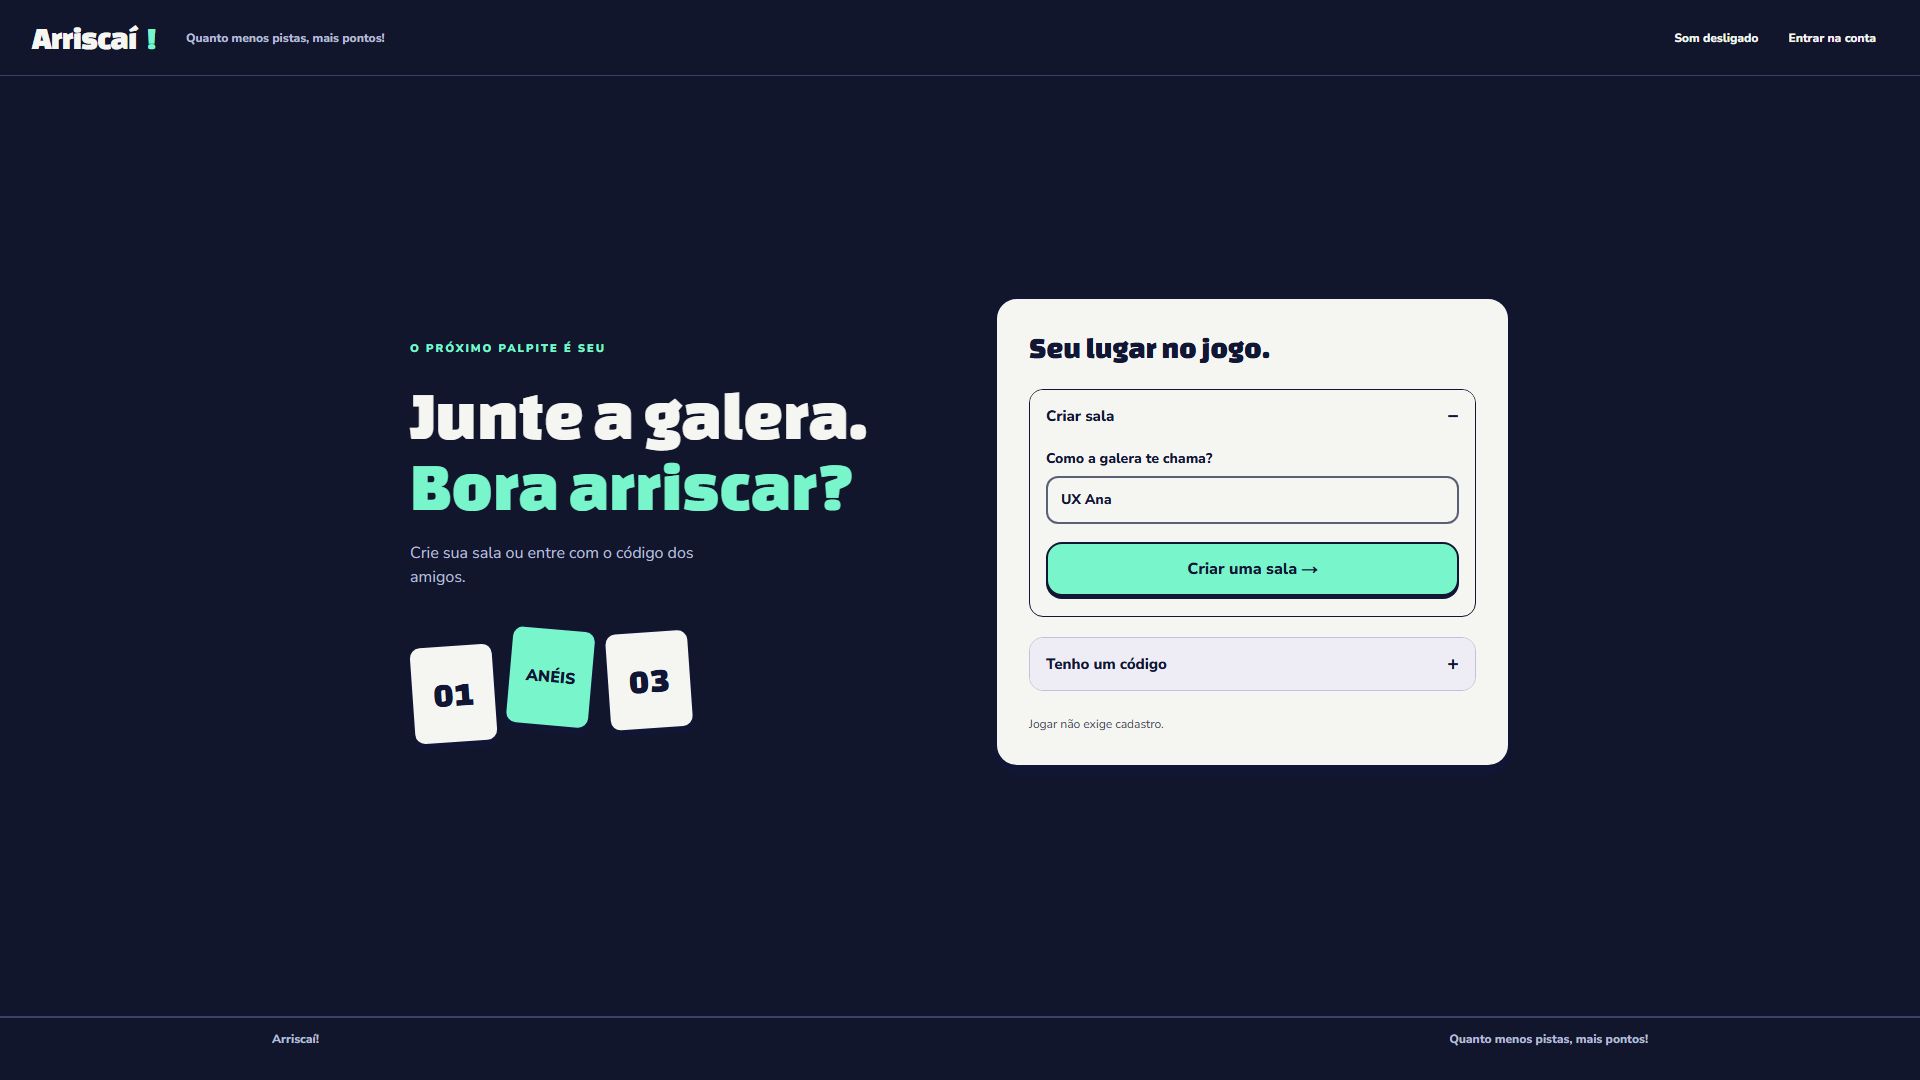 Arriscaí !
Quanto menos pistas, mais pontos!
Som desligado
Entrar na conta
O PRÓXIMO PALPITE É SEU
Junte a galera.
Bora arriscar?
Crie sua sala ou entre com o código dos
amigos.
01
ANÉIS
03
Seu lugar no jogo.
Criar sala −
Como a galera te chama?
UX Ana
Criar uma sala →
Tenho um código +
Jogar não exige cadastro.
Arriscaí!
Quanto menos pistas, mais pontos!